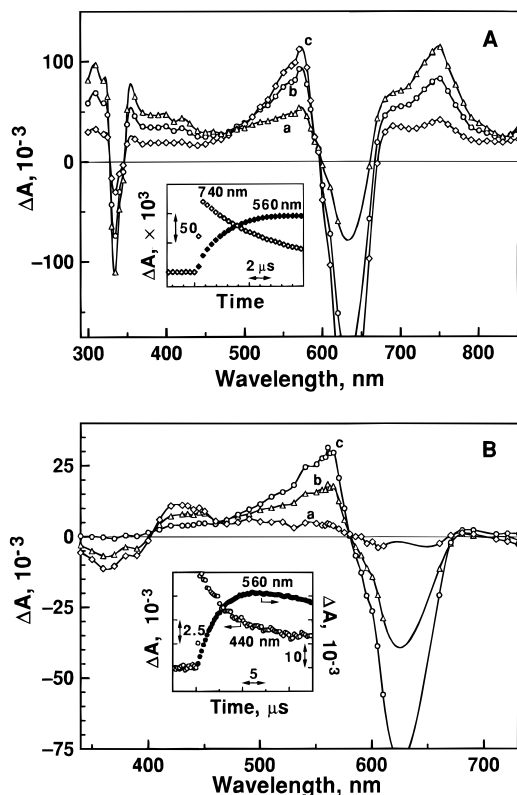 A
100
50
0
−100
ΔA, 10-3
c
b
a
740 nm
560 nm
50
2 μs
ΔA, × 10³
Time
300 400 500 600 700 800
Wavelength, nm
B
25
0
-25
-50
-75
ΔA, 10-3
c
b
a
560 nm
440 nm
2.5
10
5
ΔA, 10-3
ΔA, 10-3
Time, μs
400 500 600 700
Wavelength, nm